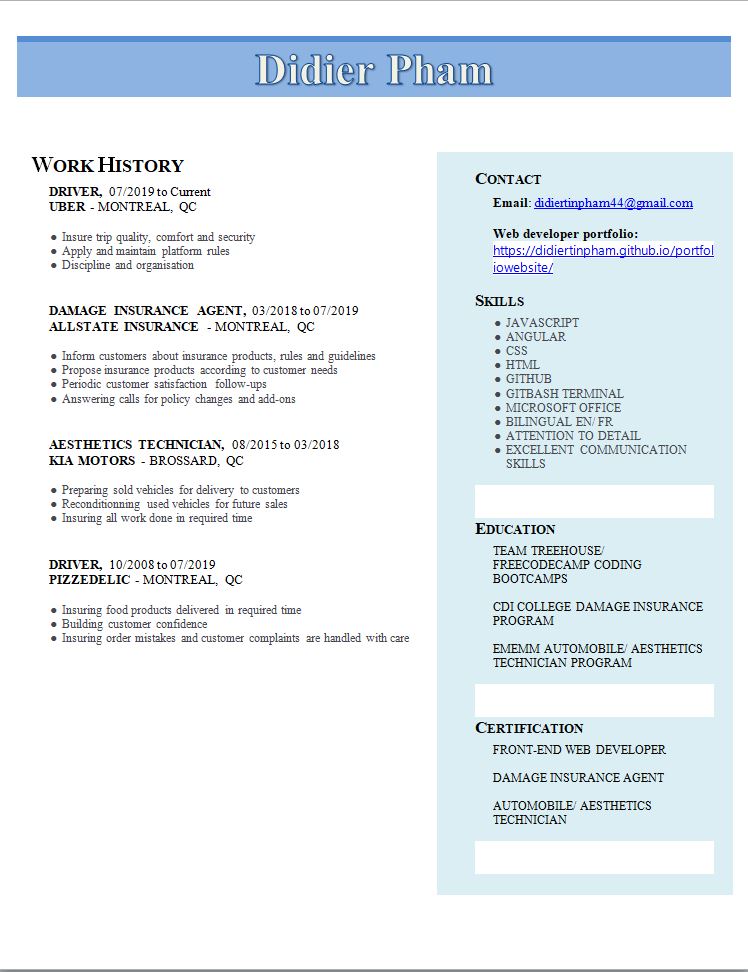 Didier Pham
WORK HISTORY
DRIVER, 07/2019 to Current
UBER - MONTREAL, QC
● Insure trip quality, comfort and security
● Apply and maintain platform rules
● Discipline and organisation
DAMAGE INSURANCE AGENT, 03/2018 to 07/2019
ALLSTATE INSURANCE - MONTREAL, QC
● Inform customers about insurance products, rules and guidelines
● Propose insurance products according to customer needs
● Periodic customer satisfaction follow-ups
● Answering calls for policy changes and add-ons
AESTHETICS TECHNICIAN, 08/2015 to 03/2018
KIA MOTORS - BROSSARD, QC
● Preparing sold vehicles for delivery to customers
● Reconditionning used vehicles for future sales
● Insuring all work done in required time
DRIVER, 10/2008 to 07/2019
PIZZEDELIC - MONTREAL, QC
● Insuring food products delivered in required time
● Building customer confidence
● Insuring order mistakes and customer complaints are handled with care
CONTACT
Email: didiertinpham44@gmail.com
Web developer portfolio:
https://didiertinpham.github.io/portfol
iowebsite/
SKILLS
● JAVASCRIPT
● ANGULAR
● CSS
● HTML
● GITHUB
● GITBASH TERMINAL
● MICROSOFT OFFICE
● BILINGUAL EN/ FR
● ATTENTION TO DETAIL
● EXCELLENT COMMUNICATION
SKILLS
EDUCATION
TEAM TREEHOUSE/
FREECODECAMP CODING
BOOTCAMPS
CDI COLLEGE DAMAGE INSURANCE
PROGRAM
EMEMM AUTOMOBILE/ AESTHETICS
TECHNICIAN PROGRAM
CERTIFICATION
FRONT-END WEB DEVELOPER
DAMAGE INSURANCE AGENT
AUTOMOBILE/ AESTHETICS
TECHNICIAN